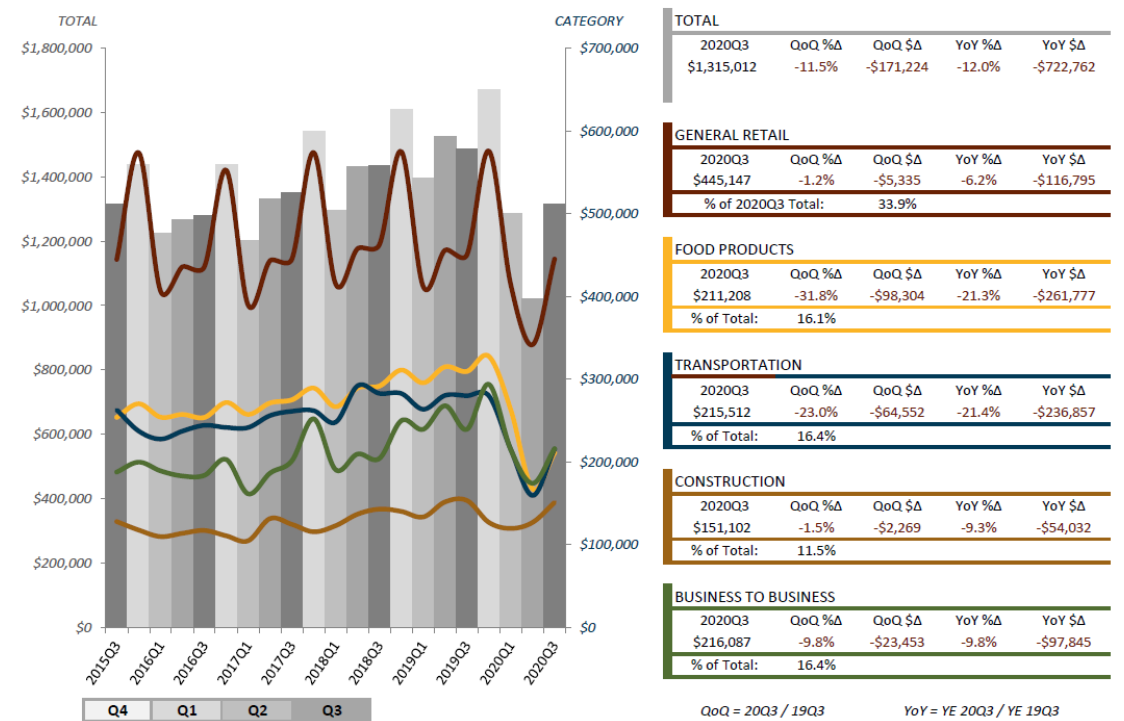 TOTAL
CATEGORY
$1,800,000
$1,600,000
$1,400,000
$1,200,000
$1,000,000
$800,000
$600,000
$400,000
$200,000
$0
$700,000
$600,000
$500,000
$400,000
$300,000
$200,000
$100,000
$0
2015Q3
2016Q1
2016Q3
2017Q1
2017Q3
2018Q1
2018Q3
2019Q1
2019Q3
2020Q1
2020Q3
Q4 Q1 Q2 Q3
TOTAL
2020Q3 QoQ %Δ QoQ $Δ YoY %Δ YoY $Δ
$1,315,012 -11.5% -$171,224 -12.0% -$722,762
GENERAL RETAIL
2020Q3 QoQ %Δ QoQ $Δ YoY %Δ YoY $Δ
$445,147 -1.2% -$5,335 -6.2% -$116,795
% of 2020Q3 Total: 33.9%
FOOD PRODUCTS
2020Q3 QoQ %Δ QoQ $Δ YoY %Δ YoY $Δ
$211,208 -31.8% -$98,304 -21.3% -$261,777
% of Total: 16.1%
TRANSPORTATION
2020Q3 QoQ %Δ QoQ $Δ YoY %Δ YoY $Δ
$215,512 -23.0% -$64,552 -21.4% -$236,857
% of Total: 16.4%
CONSTRUCTION
2020Q3 QoQ %Δ QoQ $Δ YoY %Δ YoY $Δ
$151,102 -1.5% -$2,269 -9.3% -$54,032
% of Total: 11.5%
BUSINESS TO BUSINESS
2020Q3 QoQ %Δ QoQ $Δ YoY %Δ YoY $Δ
$216,087 -9.8% -$23,453 -9.8% -$97,845
% of Total: 16.4%
QoQ = 20Q3 / 19Q3 YoY = YE 20Q3 / YE 19Q3